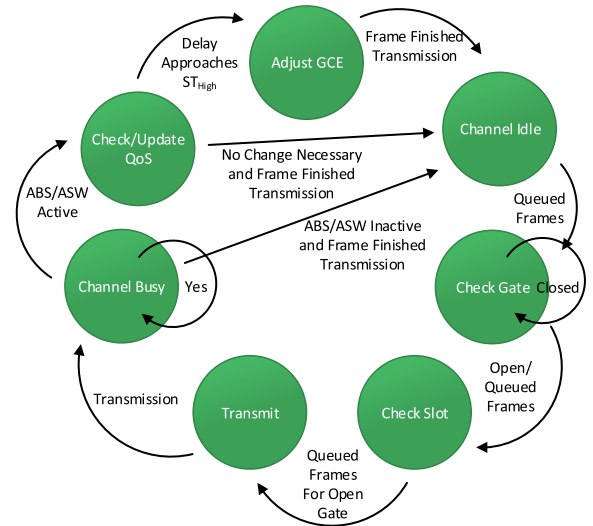 Adjust GCE
Delay
Approaches
STHigh
Frame Finished
Transmission
Check/Update
QoS
Channel Idle
No Change Necessary
and Frame Finished
Transmission
ABS/ASW
Active
Queued
Frames
ABS/ASW Inactive
and Frame Finished
Transmission
Channel Busy
Yes
Check Gate
Closed
Open/
Queued
Frames
Transmission
Transmit
Check Slot
Queued
Frames
For Open
Gate